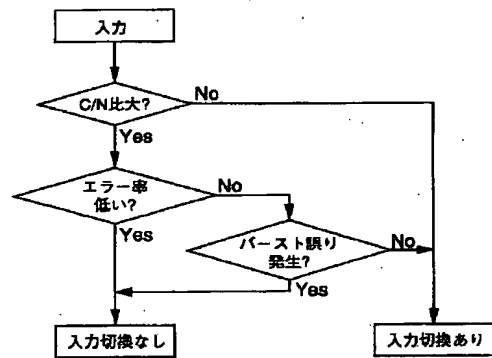 入力
C/N比大?
No
Yes
エラー率
低い?
No
Yes
バースト誤り
発生?
No
Yes
入力切換なし
入力切換あり